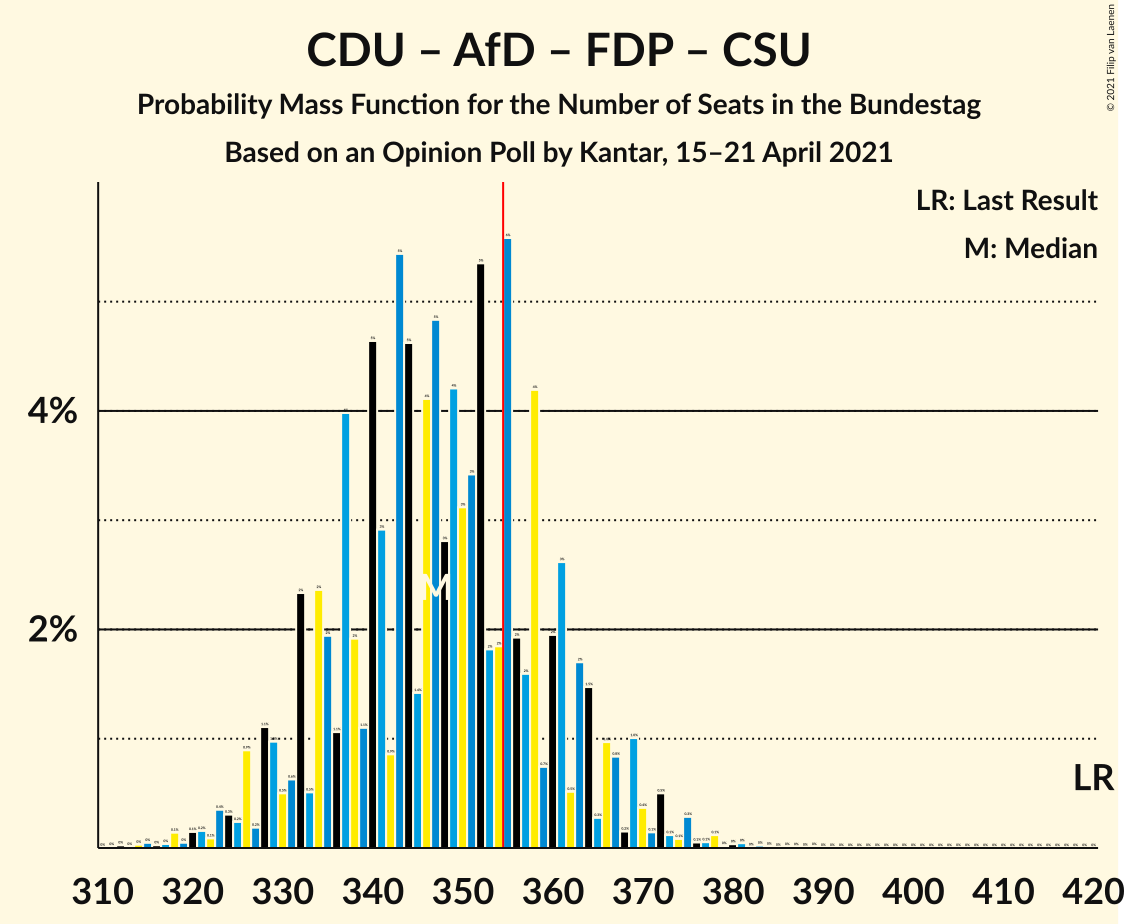 CDU – AfD – FDP – CSU
Probability Mass Function for the Number of Seats in the Bundestag
Based on an Opinion Poll by Kantar, 15–21 April 2021
© 2021 Filip van Laenen
LR: Last Result
M: Median
4%
2%
M
LR
310 320 330 340 350 360 370 380 390 400 410 420